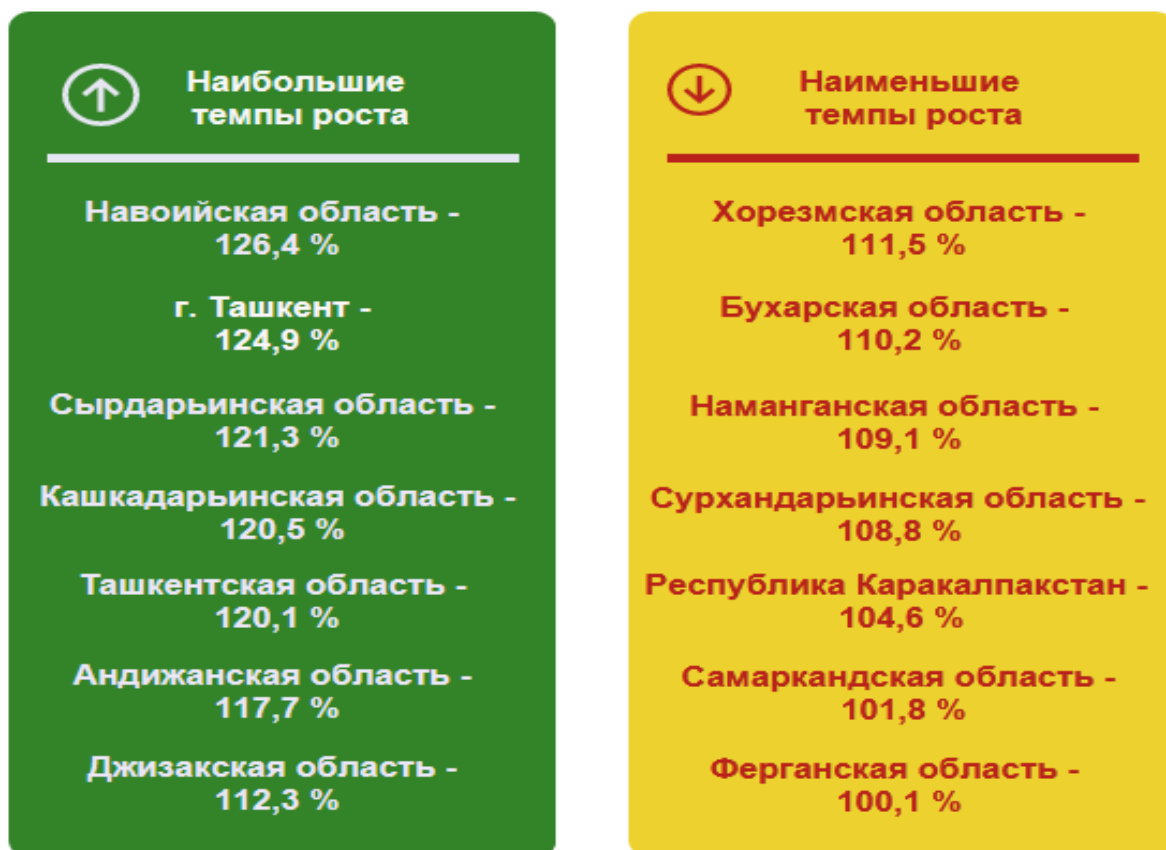 Наибольшие
темпы роста
Навоийская область -
126,4 %
г. Ташкент -
124,9 %
Сырдарьинская область -
121,3 %
Кашкадарьинская область -
120,5 %
Ташкентская область -
120,1 %
Андижанская область -
117,7 %
Джизакская область -
112,3 %
Наименьшие
темпы роста
Хорезмская область -
111,5 %
Бухарская область -
110,2 %
Наманганская область -
109,1 %
Сурхандарьинская область -
108,8 %
Республика Каракалпакстан -
104,6 %
Самаркандская область -
101,8 %
Ферганская область -
100,1 %